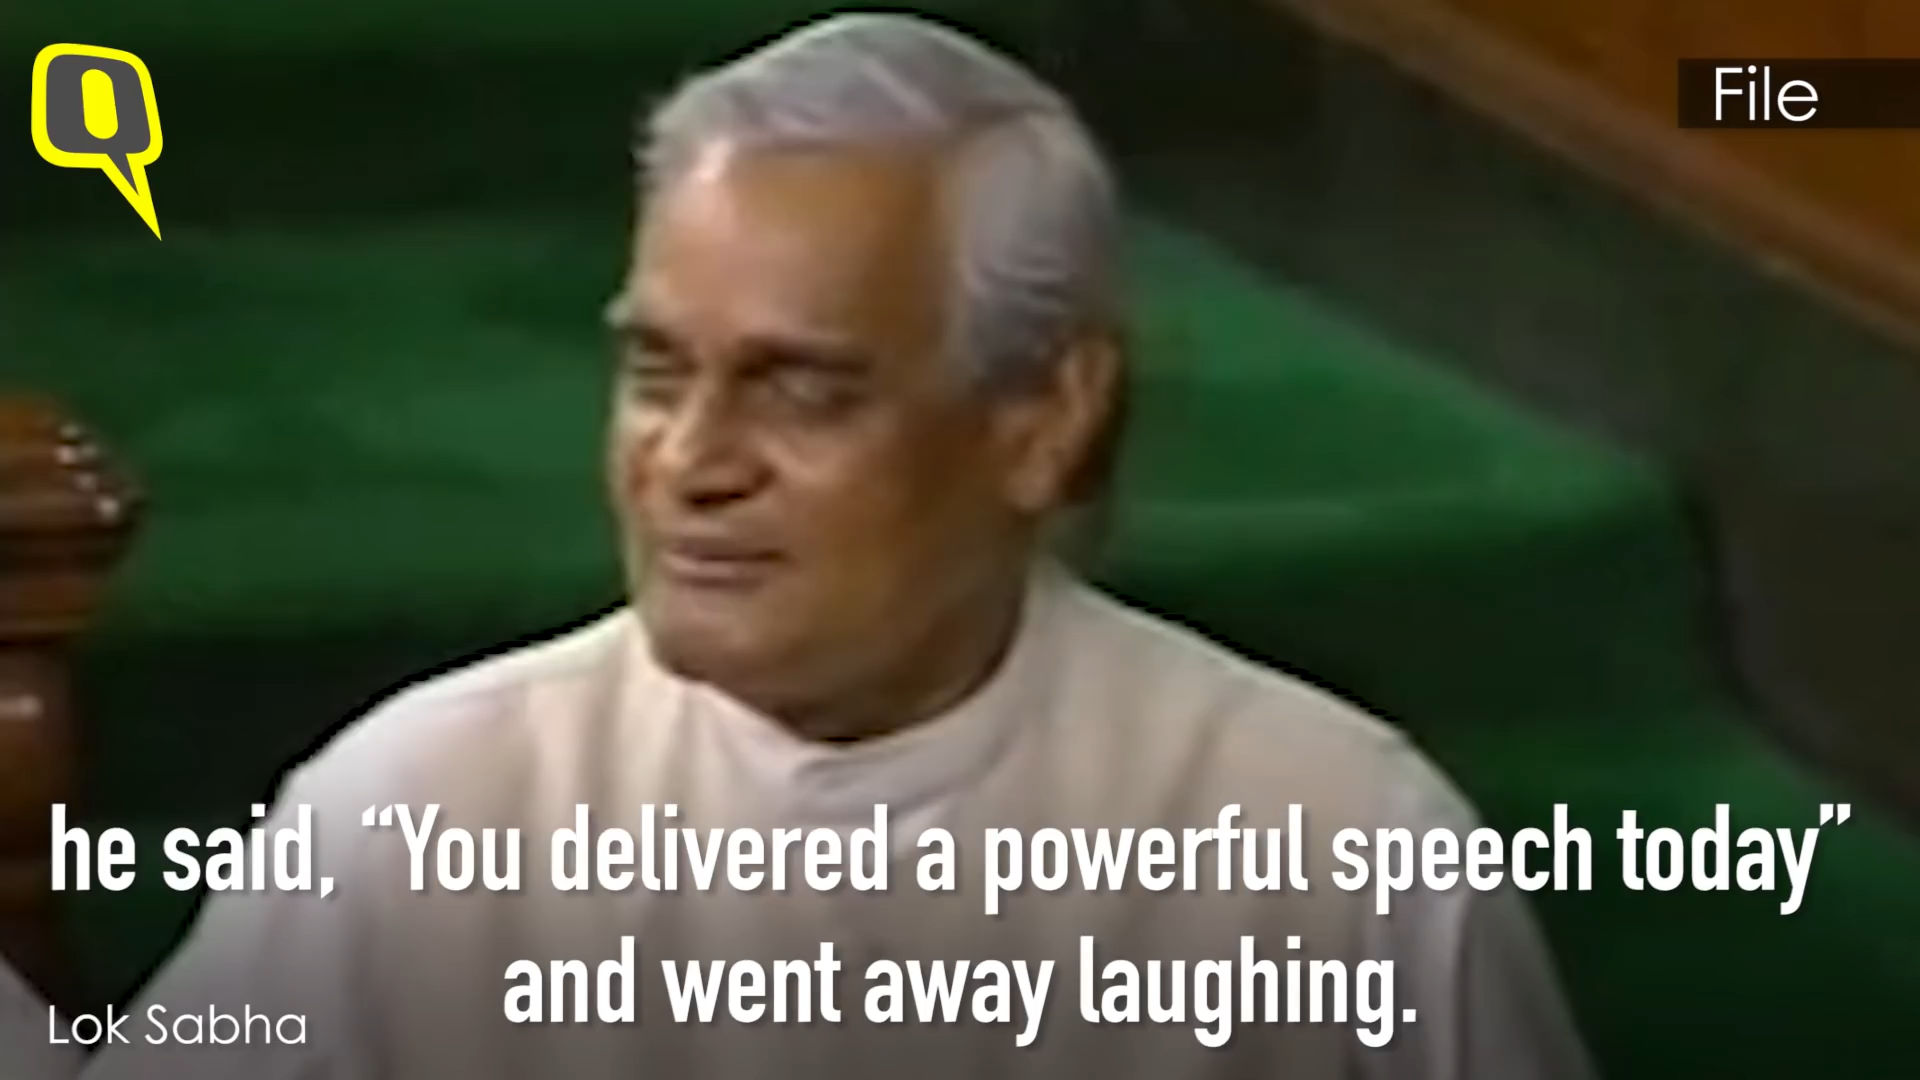 File
he said, “You delivered a powerful speech today”
and went away laughing.
Lok Sabha